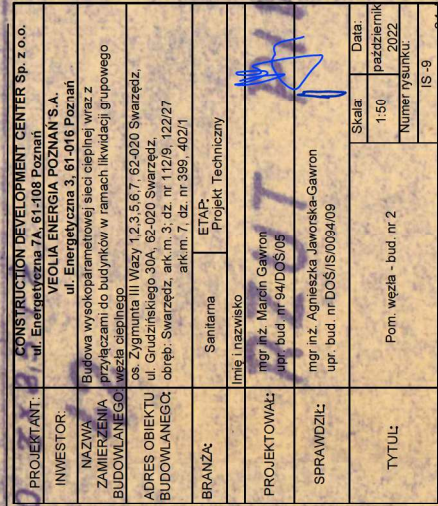 PROJEKTANT:
CONSTRUCTION DEVELOPMENT CENTER Sp. z o.o.
ul. Energetyczna 7A, 61-108 Poznań
INWESTOR:
VEOLIA ENERGIA POZNAŃ S.A.
ul. Energetyczna 3, 61-016 Poznań
NAZWA
ZAMIERZENIA
BUDOWLANEGO:
Budowa wysokoparametrowej sieci cieplnej wraz z
przyłączami do budynków w ramach likwidacji grupowego
węzła cieplnego
ADRES OBIEKTU
BUDOWLANEGO:
os. Zygmunta III Wazy 1,2,3,5,6,7, 62-020 Swarzędz,
ul. Grudzińskiego 30A, 62-020 Swarzędz,
obręb: Swarzędz, ark.m. 3; dz. nr 112/9, 122/27
ark.m. 7, dz. nr 399, 402/1
BRANŻA:
Sanitarna
ETAP:
Projekt Techniczny
Imię i nazwisko
PROJEKTOWAŁ:
mgr inż. Marcin Gawron
upr. bud. nr 94/DOŚ/05
SPRAWDZIŁ:
mgr inż. Agnieszka Jaworska-Gawron
upr. bud. nr DOŚ/IS/0094/09
TYTUŁ:
Pom. węzła - bud. nr 2
Skala:
1:50
Data:
październik
2022
Numer rysunku:
IS -9